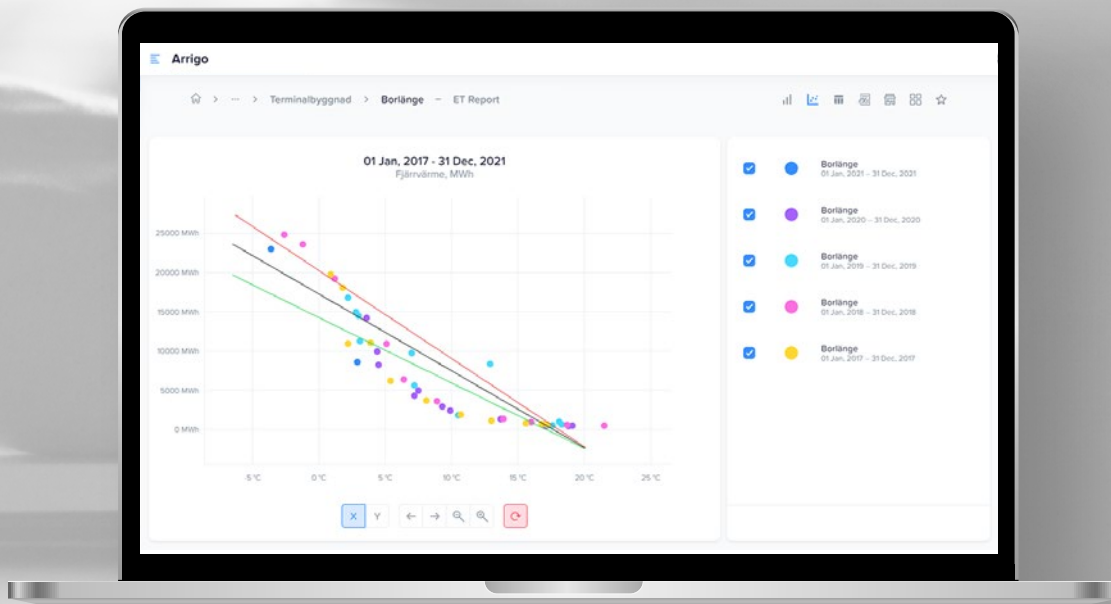 Arrigo
> ... > Terminalbyggnad > Borlänge – ET Report
01 Jan, 2017 - 31 Dec, 2021
Fjärrvärme, MWh
25000 MWh
20000 MWh
15000 MWh
10000 MWh
5000 MWh
0 MWh
-5 °C 0 °C 5 °C 10 °C 15 °C 20 °C 25 °C
X Y
Borlänge
01 Jan, 2021 – 31 Dec, 2021
Borlänge
01 Jan, 2020 – 31 Dec, 2020
Borlänge
01 Jan, 2019 – 31 Dec, 2019
Borlänge
01 Jan, 2018 – 31 Dec, 2018
Borlänge
01 Jan, 2017 – 31 Dec, 2017